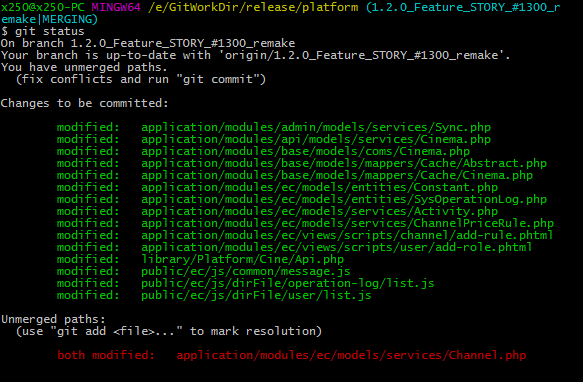 x250@x250-PC MINGW64 /e/GitWorkDir/release/platform (1.2.0_Feature_STORY_#1300_r
emake|MERGING)
$ git status
On branch 1.2.0_Feature_STORY_#1300_remake
Your branch is up-to-date with 'origin/1.2.0_Feature_STORY_#1300_remake'.
You have unmerged paths.
  (fix conflicts and run "git commit")

Changes to be committed:

        modified:   application/modules/admin/models/services/Sync.php
        modified:   application/modules/api/models/services/Cinema.php
        modified:   application/modules/base/models/coms/Cinema.php
        modified:   application/modules/base/models/mappers/Cache/Abstract.php
        modified:   application/modules/base/models/mappers/Cache/Cinema.php
        modified:   application/modules/ec/models/entities/Constant.php
        modified:   application/modules/ec/models/entities/SysOperationLog.php
        modified:   application/modules/ec/models/services/Activity.php
        modified:   application/modules/ec/models/services/ChannelPriceRule.php
        modified:   application/modules/ec/views/scripts/channel/add-rule.phtml
        modified:   application/modules/ec/views/scripts/user/add-role.phtml
        modified:   library/Platform/Cine/Api.php
        modified:   public/ec/js/common/message.js
        modified:   public/ec/js/dirFile/operation-log/list.js
        modified:   public/ec/js/dirFile/user/list.js

Unmerged paths:
  (use "git add <file>..." to mark resolution)

        both modified:   application/modules/ec/models/services/Channel.php